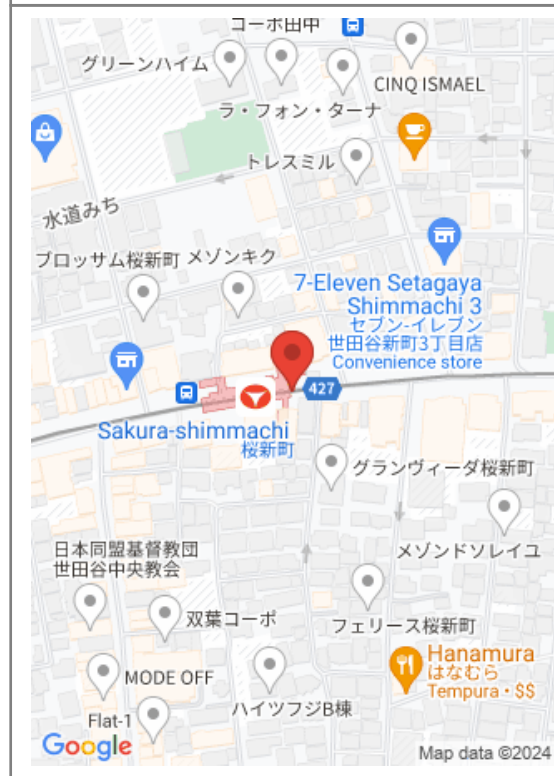 コーポ田中
グリーンハイム
CINQ ISMAEL
ラ・フォン・ターナ
トレスミル
水道みち
ブロッサム桜新町
メゾンキク
7-Eleven Setagaya
Shimmachi 3
セブン-イレブン
世田谷新町3丁目店
Convenience store
427
Sakura-shimmachi
桜新町
グランヴィーダ桜新町
メゾンドソレイユ
日本同盟基督教団
世田谷中央教会
双葉コーポ
フェリース桜新町
Hanamura
はなむら
Tempura・$$
MODE OFF
ハイツフジB棟
Flat-1
Google
Map data ©2024